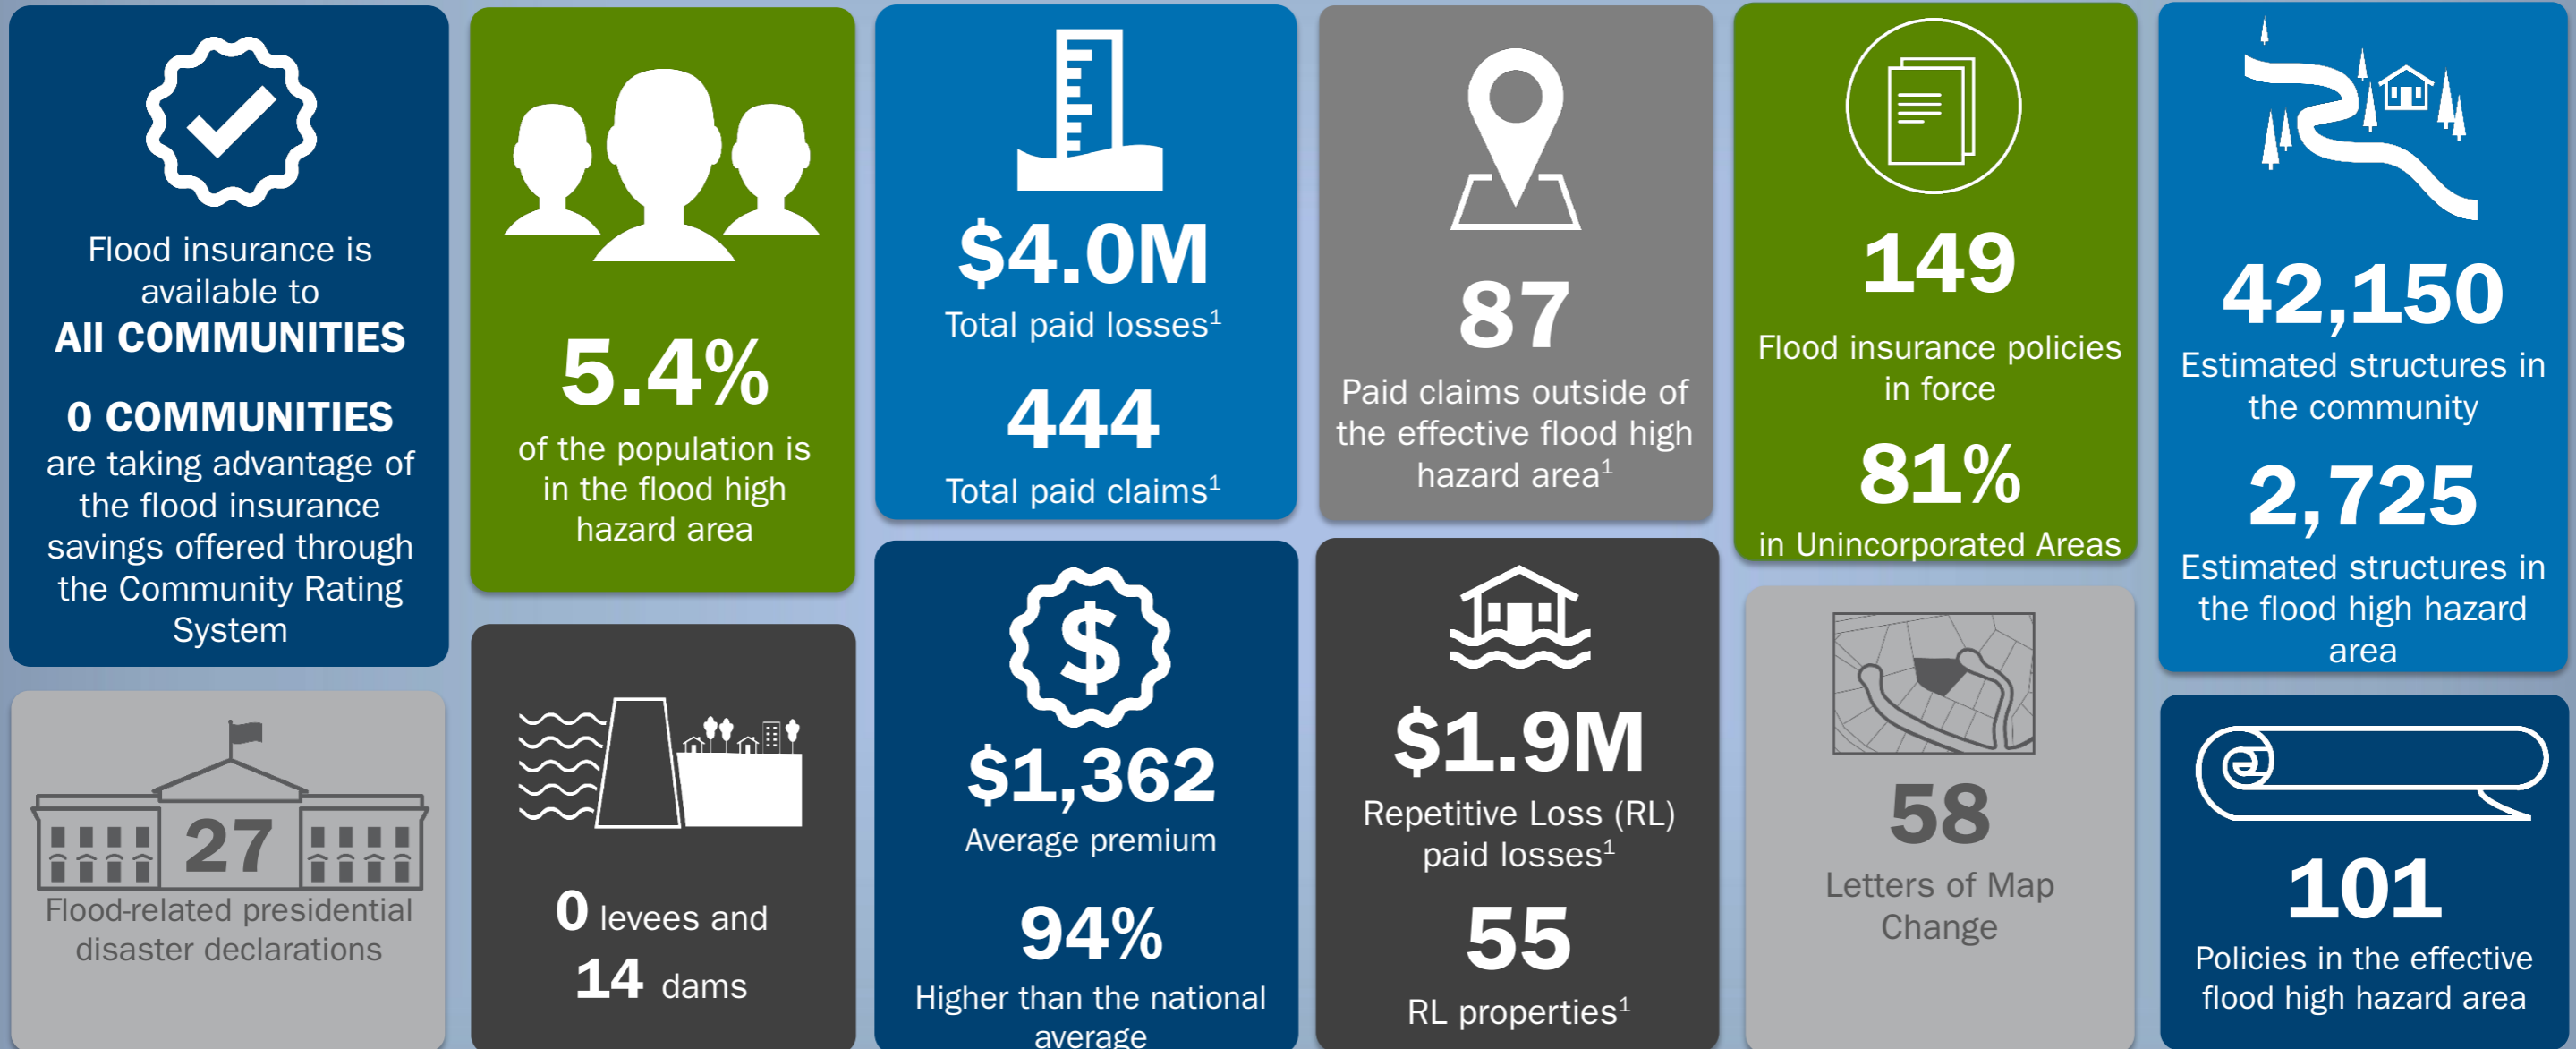 Flood insurance is
available to
All COMMUNITIES
0 COMMUNITIES
are taking advantage of
the flood insurance
savings offered through
the Community Rating
System
27
Flood-related presidential
disaster declarations
5.4%
of the population is
in the flood high
hazard area
0 levees and
14 dams
$4.0M
Total paid losses¹
444
Total paid claims¹
$
$1,362
Average premium
94%
Higher than the national
average
87
Paid claims outside of
the effective flood high
hazard area¹
$1.9M
Repetitive Loss (RL)
paid losses¹
55
RL properties¹
149
Flood insurance policies
in force
81%
in Unincorporated Areas
58
Letters of Map
Change
42,150
Estimated structures in
the community
2,725
Estimated structures in
the flood high hazard
area
101
Policies in the effective
flood high hazard area